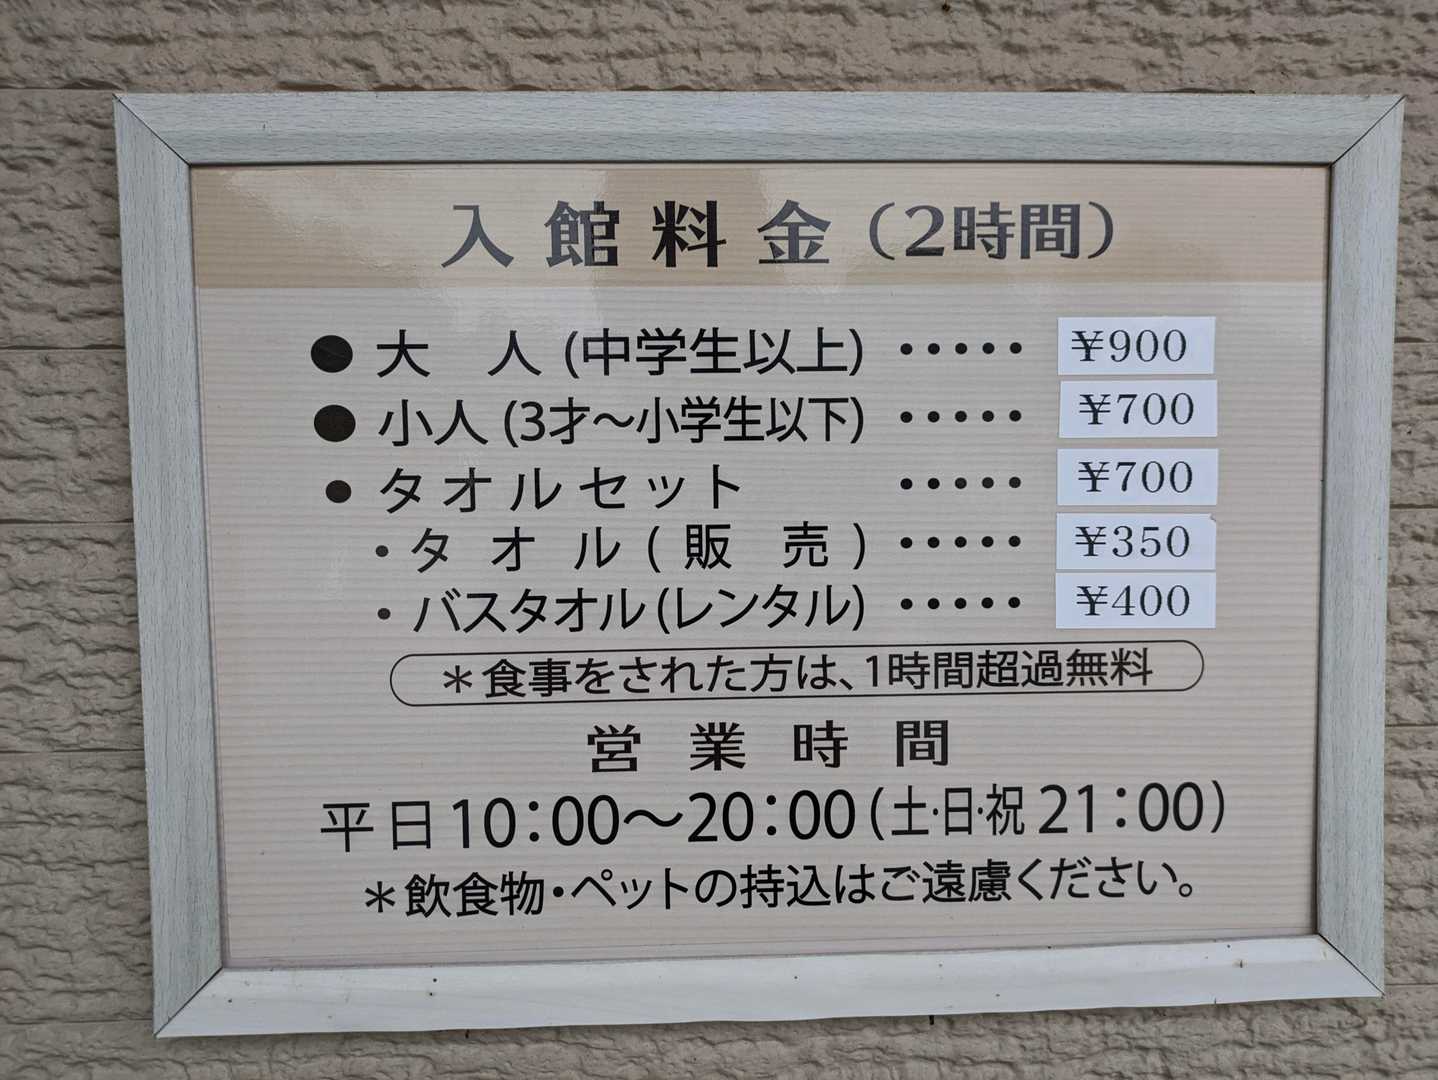 入館料金（2時間）
●大　人(中学生以上)・・・・・ ¥900
●小人(3才～小学生以下)・・・・・ ¥700
●タオルセット ・・・・・ ¥700
・タオル(販　売)・・・・・ ¥350
・バスタオル(レンタル)・・・・・ ¥400
＊食事をされた方は、1時間超過無料
営業時間
平日10：00～20：00(土・日・祝21：00)
＊飲食物・ペットの持込はご遠慮ください。